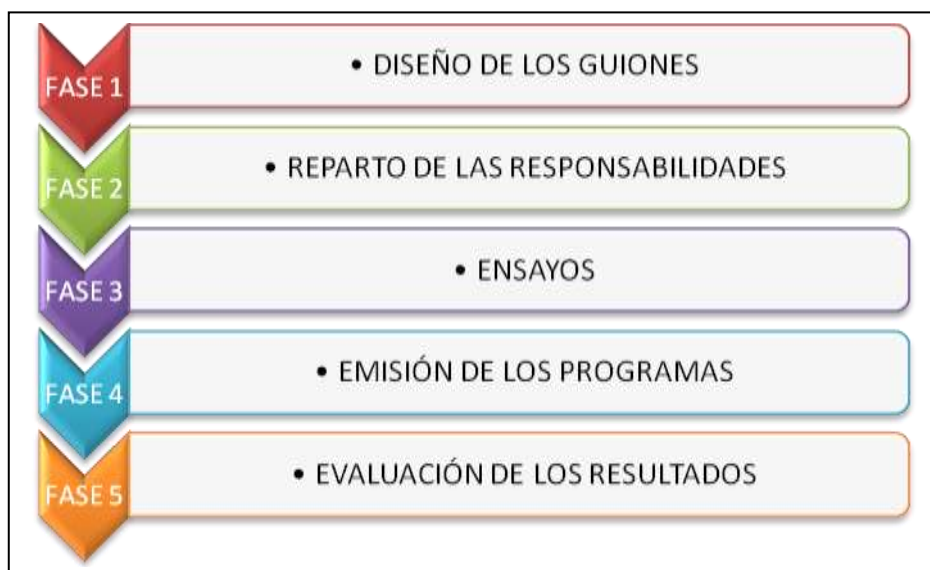 FASE 1
• DISEÑO DE LOS GUIONES
FASE 2
• REPARTO DE LAS RESPONSABILIDADES
FASE 3
• ENSAYOS
FASE 4
• EMISIÓN DE LOS PROGRAMAS
FASE 5
• EVALUACIÓN DE LOS RESULTADOS